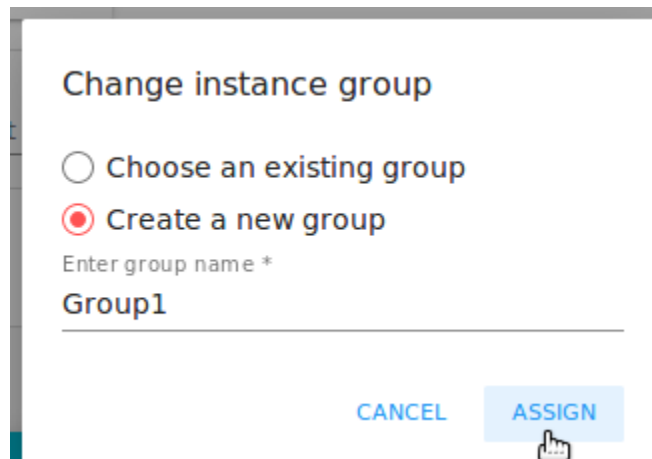 Change instance group
Choose an existing group
Create a new group
Enter group name *
Group1
CANCEL ASSIGN